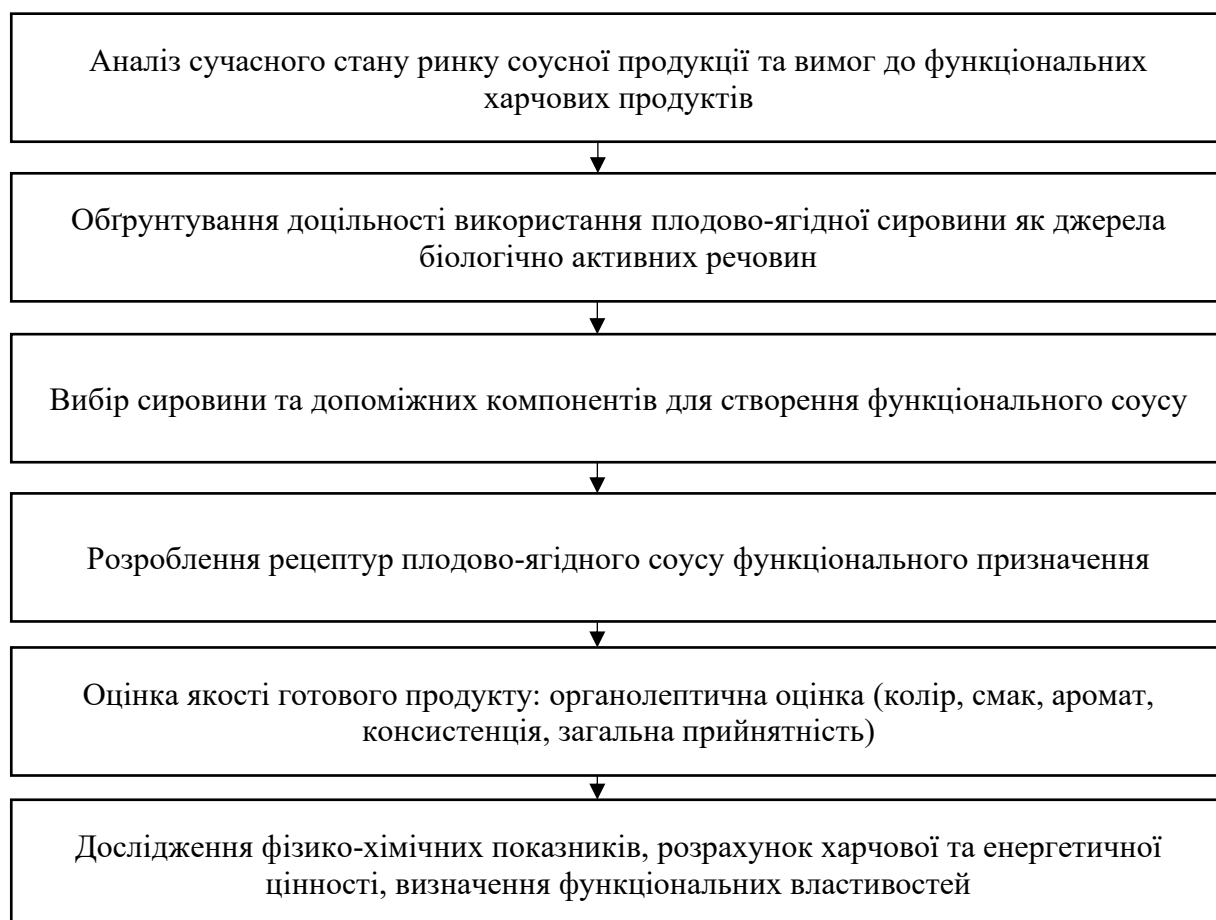 Аналіз сучасного стану ринку соусної продукції та вимог до функціональних
харчових продуктів
Обґрунтування доцільності використання плодово-ягідної сировини як джерела
біологічно активних речовин
Вибір сировини та допоміжних компонентів для створення функціонального соусу
Розроблення рецептур плодово-ягідного соусу функціонального призначення
Оцінка якості готового продукту: органолептична оцінка (колір, смак, аромат,
консистенція, загальна прийнятність)
Дослідження фізико-хімічних показників, розрахунок харчової та енергетичної
цінності, визначення функціональних властивостей